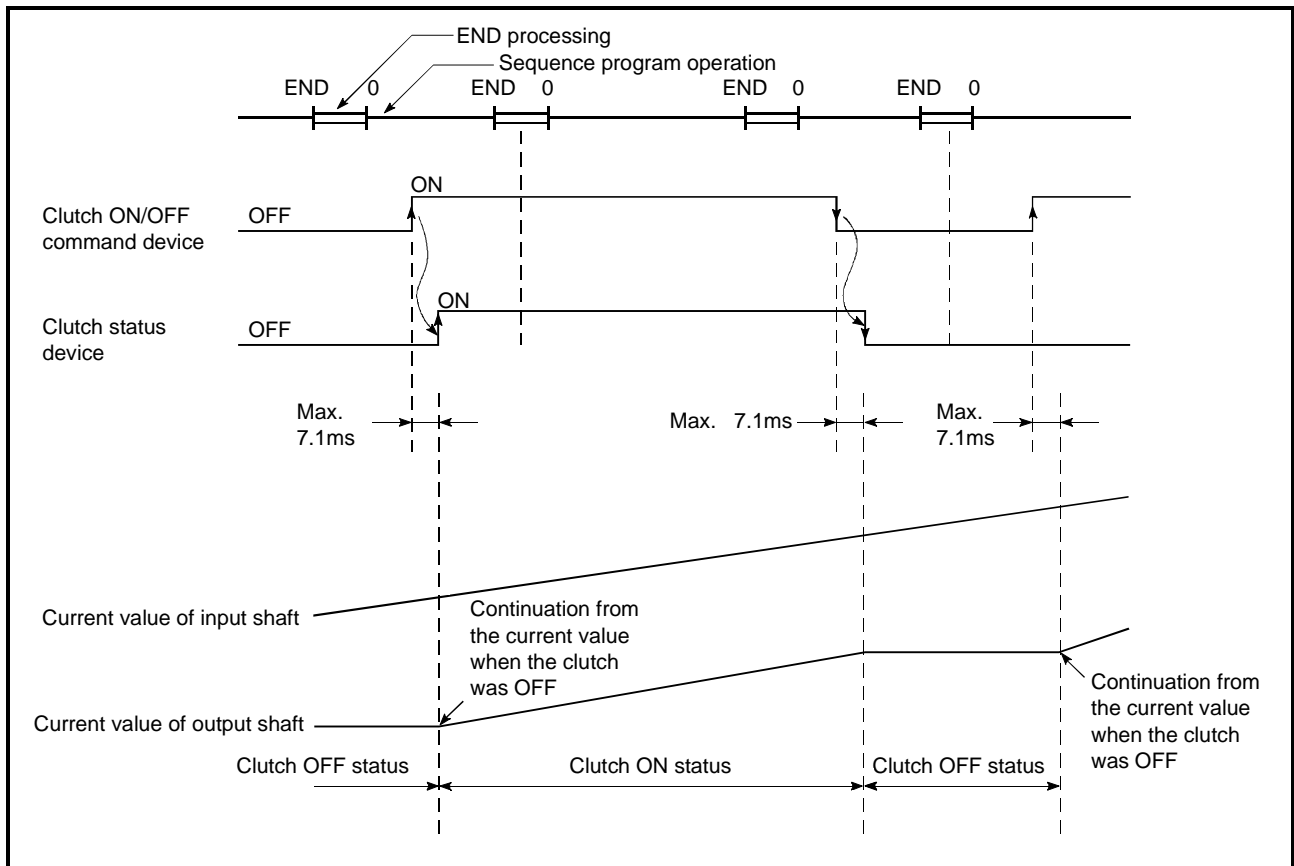 END processing
Sequence program operation
END 0 END 0 END 0 END 0
ON
Clutch ON/OFF
command device
OFF
ON
Clutch status
device
OFF
Max.
7.1ms
Max. 7.1ms
Max.
7.1ms
Current value of input shaft
Continuation from
the current value
when the clutch
was OFF
Continuation from
the current value
when the clutch
was OFF
Current value of output shaft
Clutch OFF status Clutch ON status Clutch OFF status